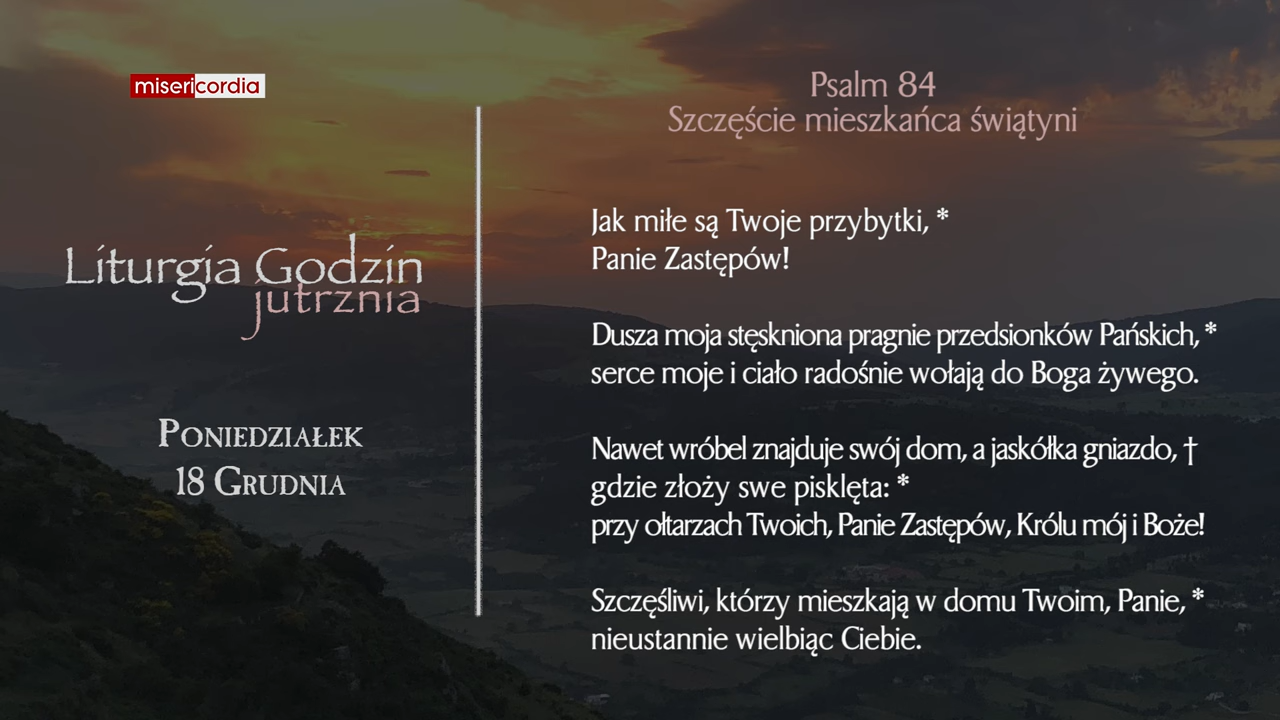 misericordia
Liturgia Godzin
jutrznia
Poniedziałek
18 Grudnia
Psalm 84
Szczęście mieszkańca świątyni
Jak miłe są Twoje przybytki, *
Panie Zastępów!
Dusza moja stęskniona pragnie przedsionków Pańskich, *
serce moje i ciało radośnie wołają do Boga żywego.
Nawet wróbel znajduje swój dom, a jaskółka gniazdo, †
gdzie złoży swe pisklęta: *
przy ołtarzach Twoich, Panie Zastępów, Królu mój i Boże!
Szczęśliwi, którzy mieszkają w domu Twoim, Panie, *
nieustannie wielbiąc Ciebie.